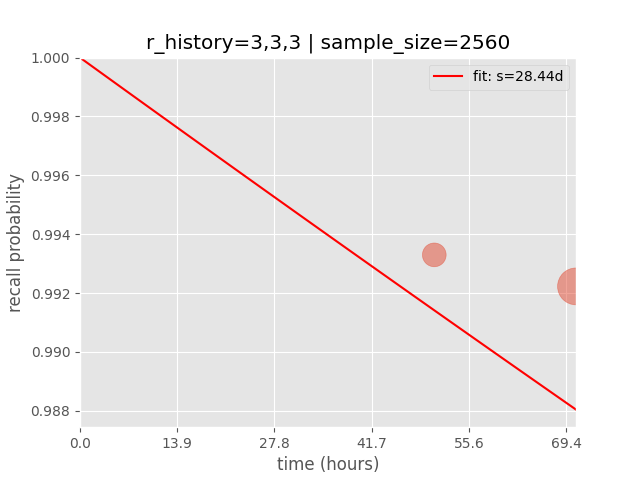 r_history=3,3,3 | sample_size=2560
fit: s=28.44d
recall probability
1.000
0.998
0.996
0.994
0.992
0.990
0.988
0.0 13.9 27.8 41.7 55.6 69.4
time (hours)